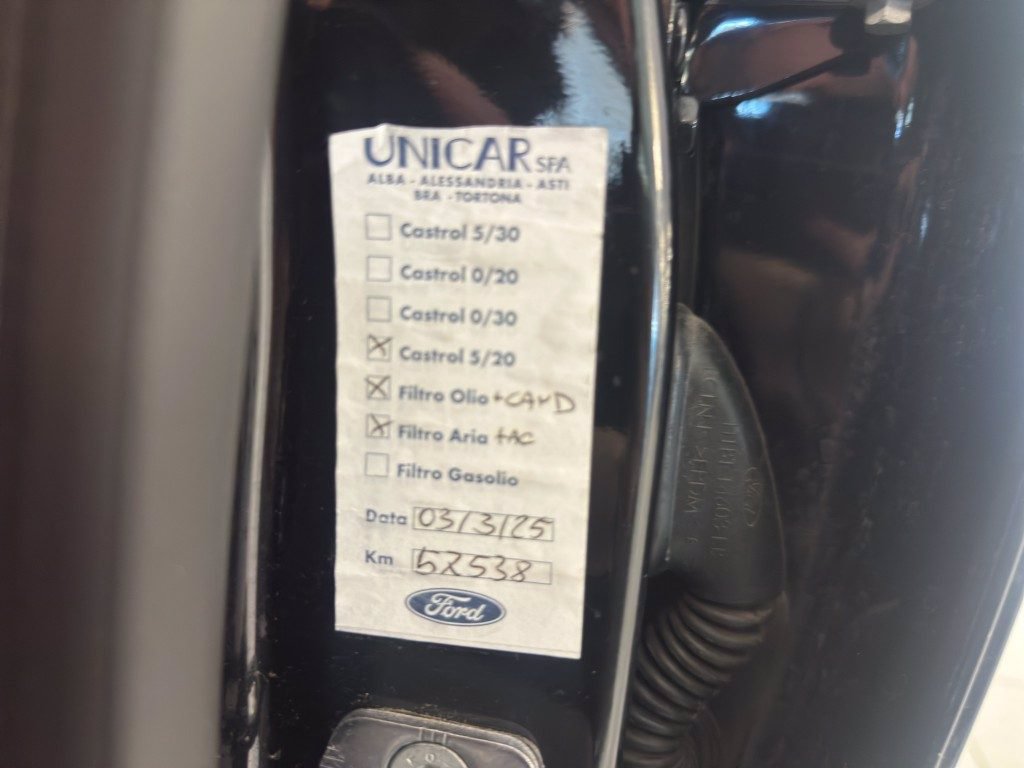 UNICAR SPA
ALBA - ALESSANDRIA - ASTI
BRA - TORTONA
Castrol 5/30
Castrol 0/20
Castrol 0/30
Castrol 5/20
Filtro Olio
Filtro Aria + AC
Filtro Gasolio
Data 03/3/25
Km 52538
Ford